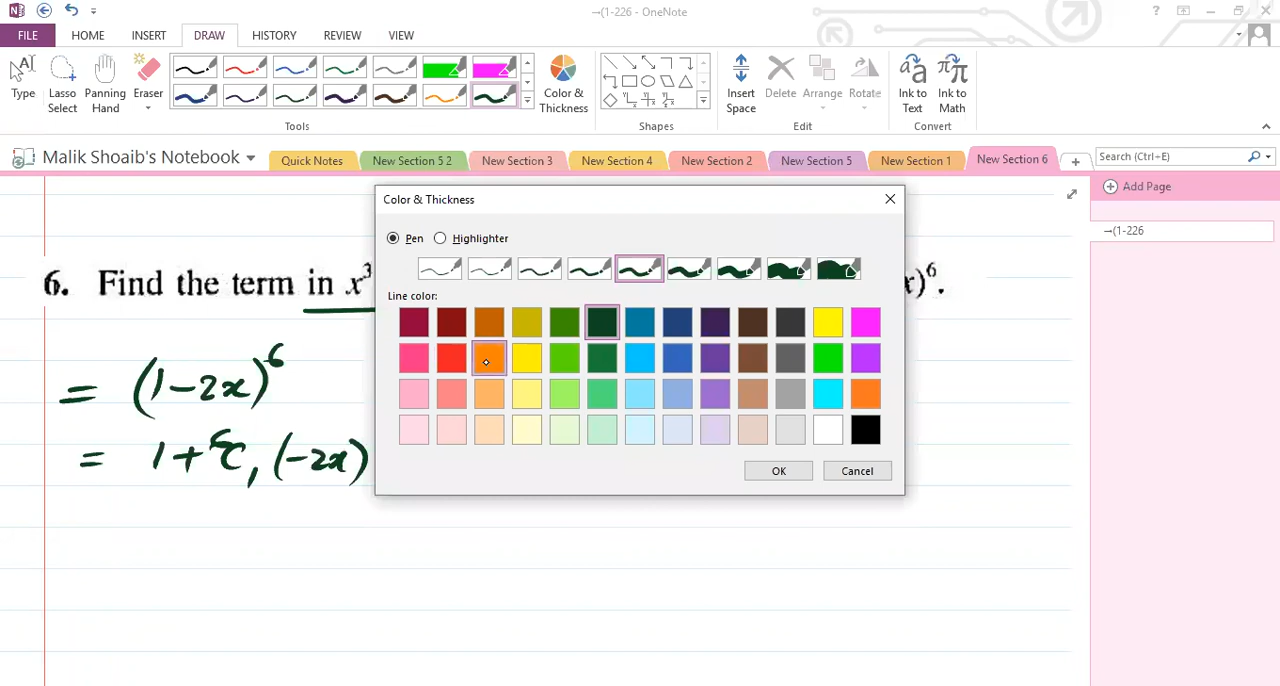 →(1-226 - OneNote
FILE HOME INSERT DRAW HISTORY REVIEW VIEW
Type Lasso Select Panning Hand Eraser Color & Thickness Insert Space Delete Arrange Rotate Ink to Text Ink to Math
Tools Shapes Edit Convert
Malik Shoaib's Notebook Quick Notes New Section 5 2 New Section 3 New Section 4 New Section 2 New Section 5 New Section 1 New Section 6 Search (Ctrl+E)
Add Page
→(1-226
Color & Thickness
Pen Highlighter
Line color:
OK Cancel
6. Find the term in x³ x)⁶.
= (1-2x)⁶
= 1+⁶C₁(-2x)